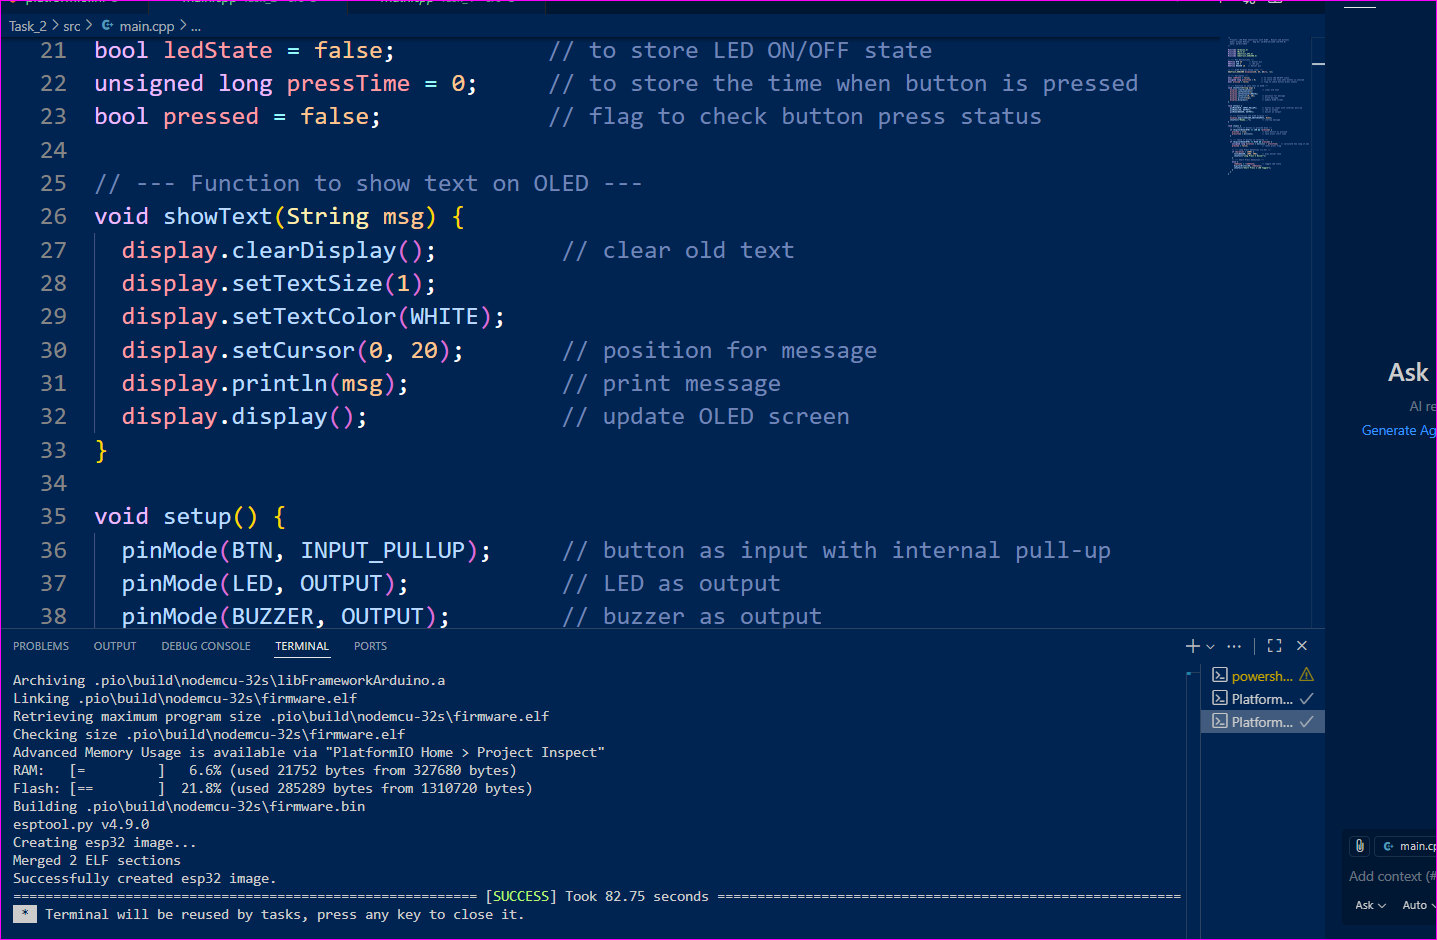 Task_2 > src > main.cpp > ...
21 bool ledState = false; // to store LED ON/OFF state
22 unsigned long pressTime = 0; // to store the time when button is pressed
23 bool pressed = false; // flag to check button press status
24
25 // --- Function to show text on OLED ---
26 void showText(String msg) {
27 display.clearDisplay(); // clear old text
28 display.setTextSize(1);
29 display.setTextColor(WHITE);
30 display.setCursor(0, 20); // position for message
31 display.println(msg); // print message
32 display.display(); // update OLED screen
33 }
34
35 void setup() {
36 pinMode(BTN, INPUT_PULLUP); // button as input with internal pull-up
37 pinMode(LED, OUTPUT); // LED as output
38 pinMode(BUZZER, OUTPUT); // buzzer as output
Ask
AI re
Generate Ag
PROBLEMS OUTPUT DEBUG CONSOLE TERMINAL PORTS
Archiving .pio\build\nodemcu-32s\libFrameworkArduino.a
Linking .pio\build\nodemcu-32s\firmware.elf
Retrieving maximum program size .pio\build\nodemcu-32s\firmware.elf
Checking size .pio\build\nodemcu-32s\firmware.elf
Advanced Memory Usage is available via "PlatformIO Home > Project Inspect"
RAM: [= ] 6.6% (used 21752 bytes from 327680 bytes)
Flash: [== ] 21.8% (used 285289 bytes from 1310720 bytes)
Building .pio\build\nodemcu-32s\firmware.bin
esptool.py v4.9.0
Creating esp32 image...
Merged 2 ELF sections
Successfully created esp32 image.
========================================================== [SUCCESS] Took 82.75 seconds ==========================================================
* Terminal will be reused by tasks, press any key to close it.
powersh...
Platform...
Platform...
main.cp
Add context (#
Ask Auto